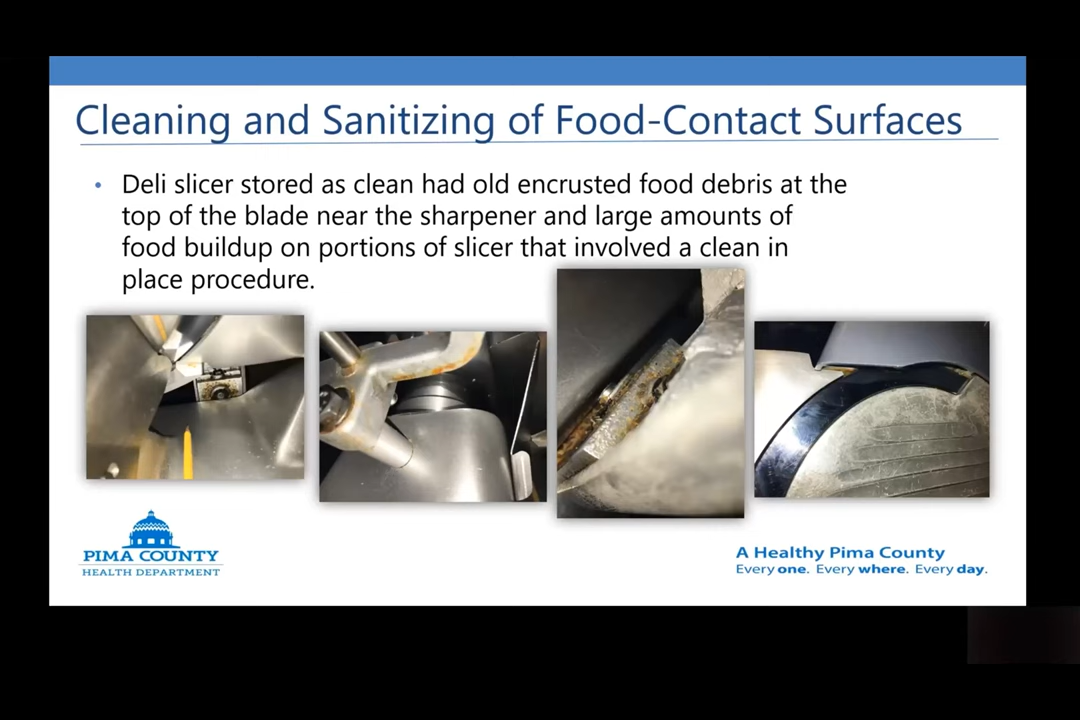 Cleaning and Sanitizing of Food-Contact Surfaces
• Deli slicer stored as clean had old encrusted food debris at the
top of the blade near the sharpener and large amounts of
food buildup on portions of slicer that involved a clean in
place procedure.
PIMA COUNTY
HEALTH DEPARTMENT
A Healthy Pima County
Every one. Every where. Every day.